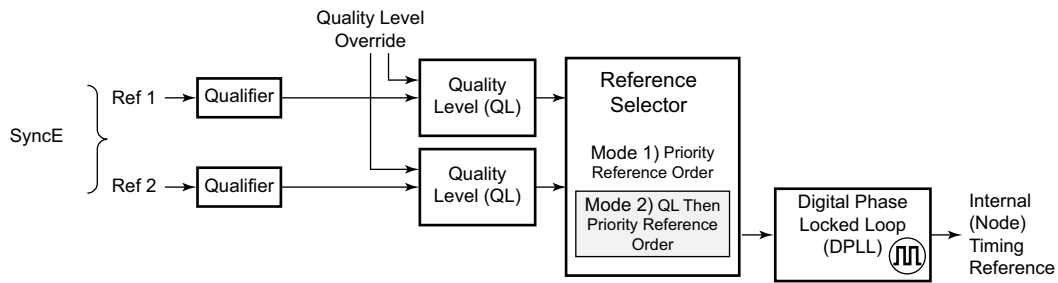 Quality Level
Override
SyncE
Ref 1
Qualifier
Quality
Level (QL)
Ref 2
Qualifier
Quality
Level (QL)
Reference
Selector
Mode 1) Priority
Reference Order
Mode 2) QL Then
Priority Reference
Order
Digital Phase
Locked Loop
(DPLL)
Internal
(Node)
Timing
Reference